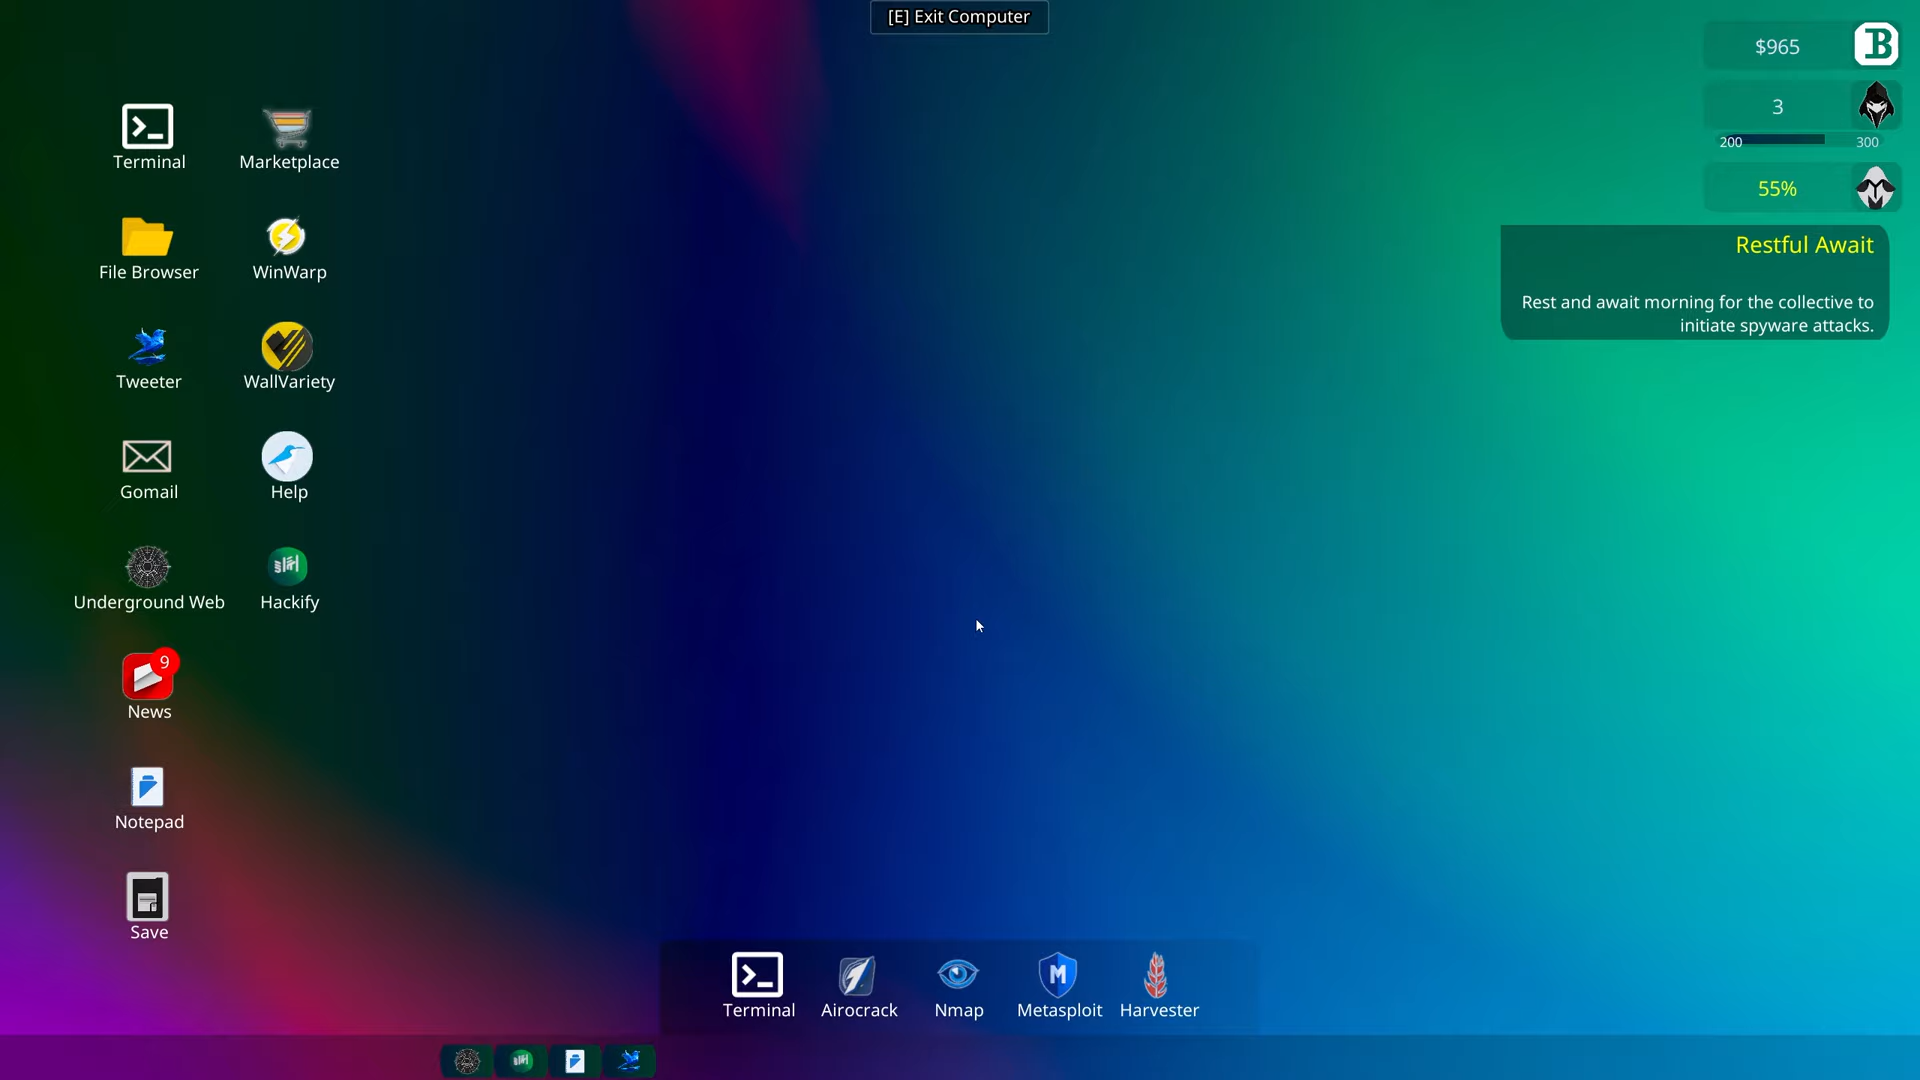 [E] Exit Computer
$965
B
3
200
300
55%
Restful Await
Rest and await morning for the collective to
initiate spyware attacks.
Terminal
Marketplace
File Browser
WinWarp
Tweeter
WallVariety
Gomail
Help
Underground Web
Hackify
9
News
Notepad
Save
M
Terminal
Airocrack
Nmap
Metasploit
Harvester